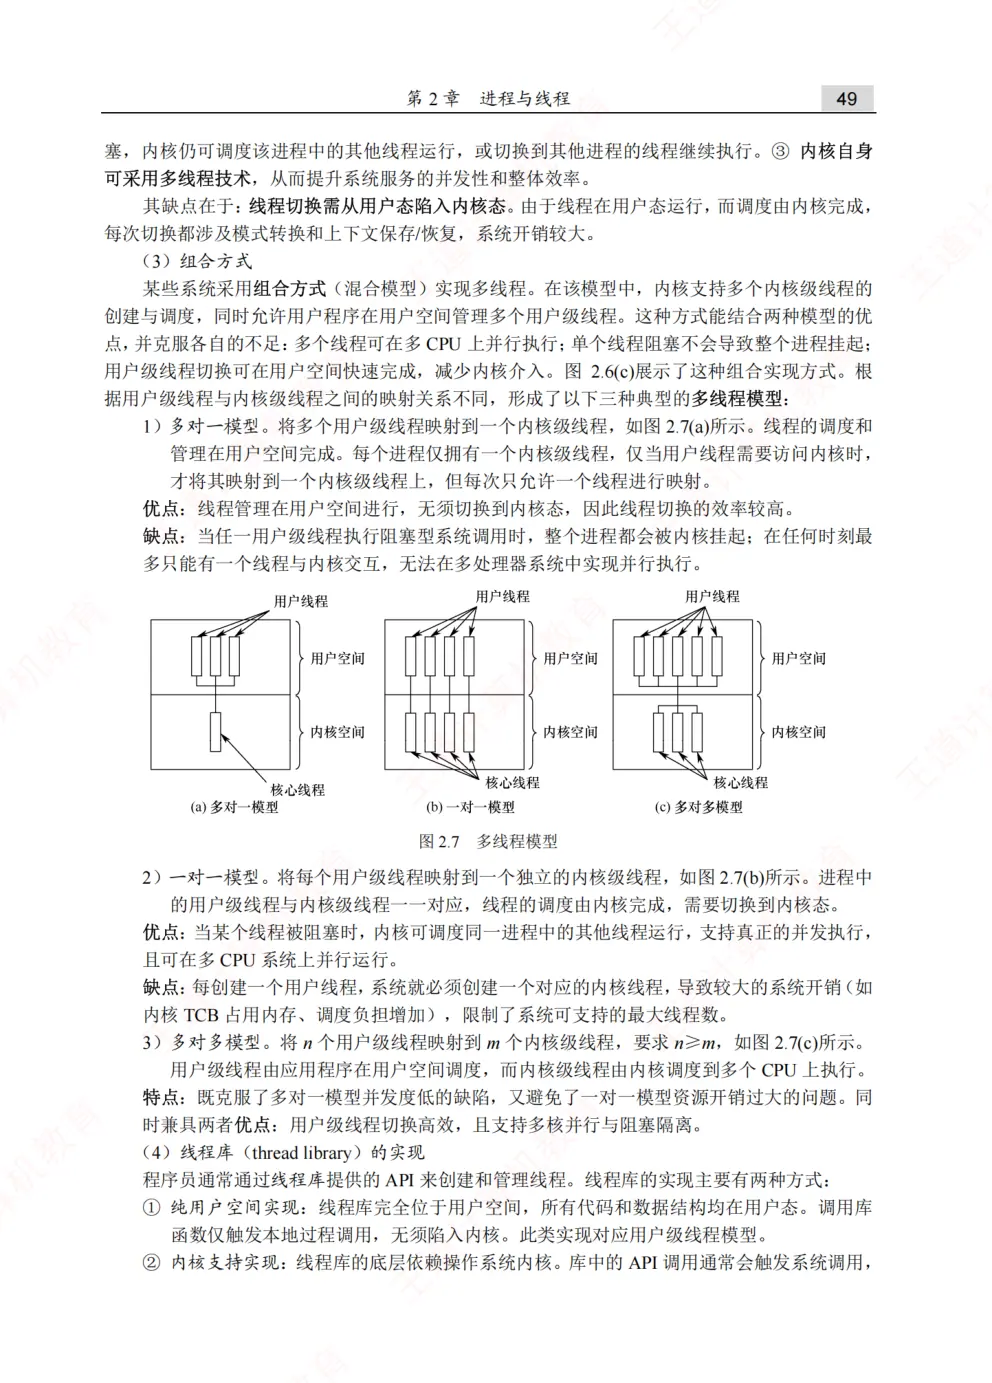 第 2 章 进程与线程 49
塞，内核仍可调度该进程中的其他线程运行，或切换到其他进程的线程继续执行。③ 内核自身
可采用多线程技术，从而提升系统服务的并发性和整体效率。
其缺点在于：线程切换需从用户态陷入内核态。由于线程在用户态运行，而调度由内核完成，
每次切换都涉及模式转换和上下文保存/恢复，系统开销较大。
（3）组合方式
某些系统采用组合方式（混合模型）实现多线程。在该模型中，内核支持多个内核级线程的
创建与调度，同时允许用户程序在用户空间管理多个用户级线程。这种方式能结合两种模型的优
点，并克服各自的不足：多个线程可在多 CPU 上并行执行；单个线程阻塞不会导致整个进程挂起；
用户级线程切换可在用户空间快速完成，减少内核介入。图 2.6(c)展示了这种组合实现方式。根
据用户级线程与内核级线程之间的映射关系不同，形成了以下三种典型的多线程模型：
1）多对一模型。将多个用户级线程映射到一个内核级线程，如图 2.7(a)所示。线程的调度和
管理在用户空间完成。每个进程仅拥有一个内核级线程，仅当用户线程需要访问内核时，
才将其映射到一个内核级线程上，但每次只允许一个线程进行映射。
优点：线程管理在用户空间进行，无须切换到内核态，因此线程切换的效率较高。
缺点：当任一用户级线程执行阻塞型系统调用时，整个进程都会被内核挂起；在任何时刻最
多只能有一个线程与内核交互，无法在多处理器系统中实现并行执行。
用户线程 用户线程 用户线程
用户空间 用户空间 用户空间
内核空间 内核空间 内核空间
核心线程 核心线程 核心线程
(a) 多对一模型 (b) 一对一模型 (c) 多对多模型
图 2.7 多线程模型
2）一对一模型。将每个用户级线程映射到一个独立的内核级线程，如图 2.7(b)所示。进程中
的用户级线程与内核级线程一一对应，线程的调度由内核完成，需要切换到内核态。
优点：当某个线程被阻塞时，内核可调度同一进程中的其他线程运行，支持真正的并发执行，
且可在多 CPU 系统上并行运行。
缺点：每创建一个用户线程，系统就必须创建一个对应的内核线程，导致较大的系统开销（如
内核 TCB 占用内存、调度负担增加），限制了系统可支持的最大线程数。
3）多对多模型。将 n 个用户级线程映射到 m 个内核级线程，要求 n≥m，如图 2.7(c)所示。
用户级线程由应用程序在用户空间调度，而内核级线程由内核调度到多个 CPU 上执行。
特点：既克服了多对一模型并发度低的缺陷，又避免了一对一模型资源开销过大的问题。同
时兼具两者优点：用户级线程切换高效，且支持多核并行与阻塞隔离。
（4）线程库（thread library）的实现
程序员通常通过线程库提供的 API 来创建和管理线程。线程库的实现主要有两种方式：
① 纯用户空间实现：线程库完全位于用户空间，所有代码和数据结构均在用户态。调用库
函数仅触发本地过程调用，无须陷入内核。此类实现对应用户级线程模型。
② 内核支持实现：线程库的底层依赖操作系统内核。库中的 API 调用通常会触发系统调用，